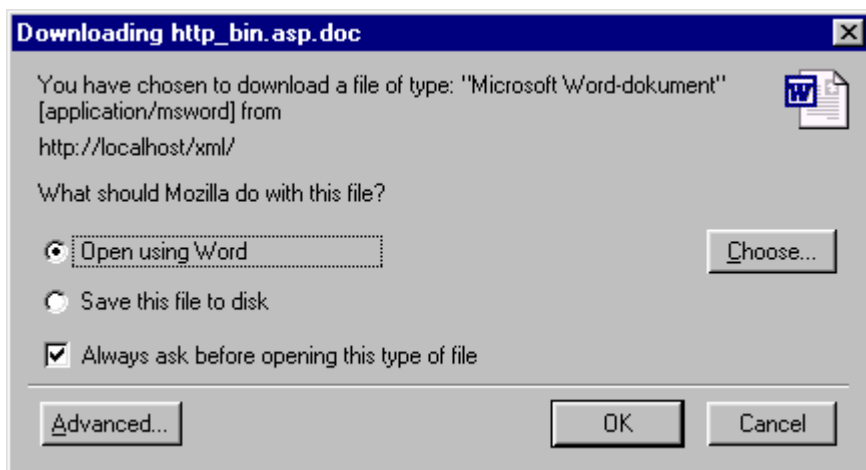 Downloading http_bin.asp.doc
You have chosen to download a file of type: "Microsoft Word-dokument"
[application/msword] from
http://localhost/xml/
What should Mozilla do with this file?
Open using Word
Choose...
Save this file to disk
Always ask before opening this type of file
Advanced...
OK
Cancel